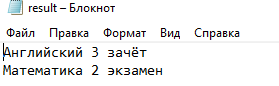 result – Блокнот
Файл Правка Формат Вид Справка
Английский 3 зачёт
Математика 2 экзамен